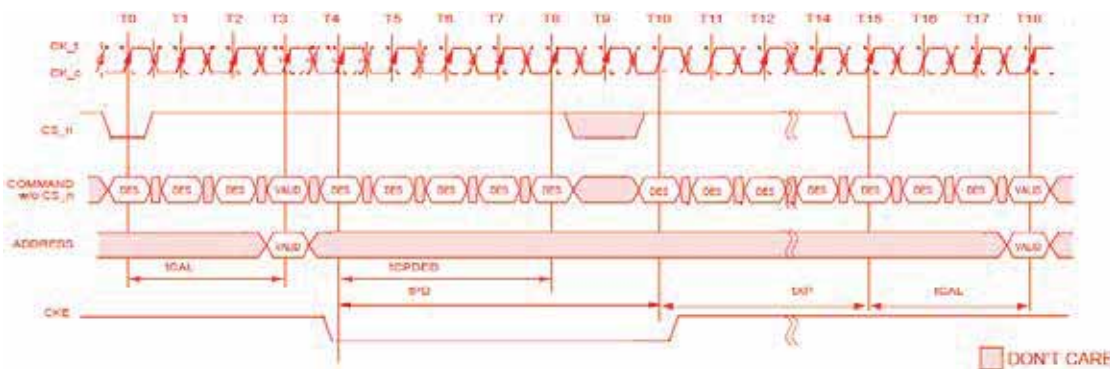 T0 T1 T2 T3 T4 T5 T6 T7 T8 T9 T10 T11 T12 T14 T15 T16 T17 T18
CK_t
CK_c
CS_n
COMMAND
w/o CS_n
DES DES DES VALID DES DES DES DES DES DES DES DES DES DES DES DES VALID
ADDRESS
VALID VALID
tCAL tCPDED
tPD tXP tCAL
CKE
DON'T CARE